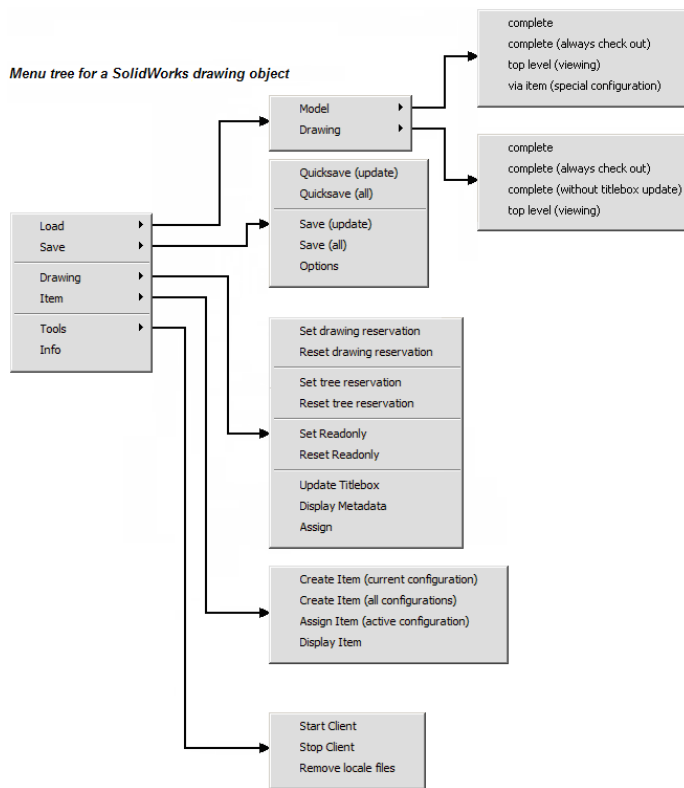 Menu tree for a SolidWorks drawing object
Load
Save
Drawing
Item
Tools
Info
Model
Drawing
complete
complete (always check out)
top level (viewing)
via item (special configuration)
complete
complete (always check out)
complete (without titlebox update)
top level (viewing)
Quicksave (update)
Quicksave (all)
Save (update)
Save (all)
Options
Set drawing reservation
Reset drawing reservation
Set tree reservation
Reset tree reservation
Set Readonly
Reset Readonly
Update Titlebox
Display Metadata
Assign
Create Item (current configuration)
Create Item (all configurations)
Assign Item (active configuration)
Display Item
Start Client
Stop Client
Remove locale files